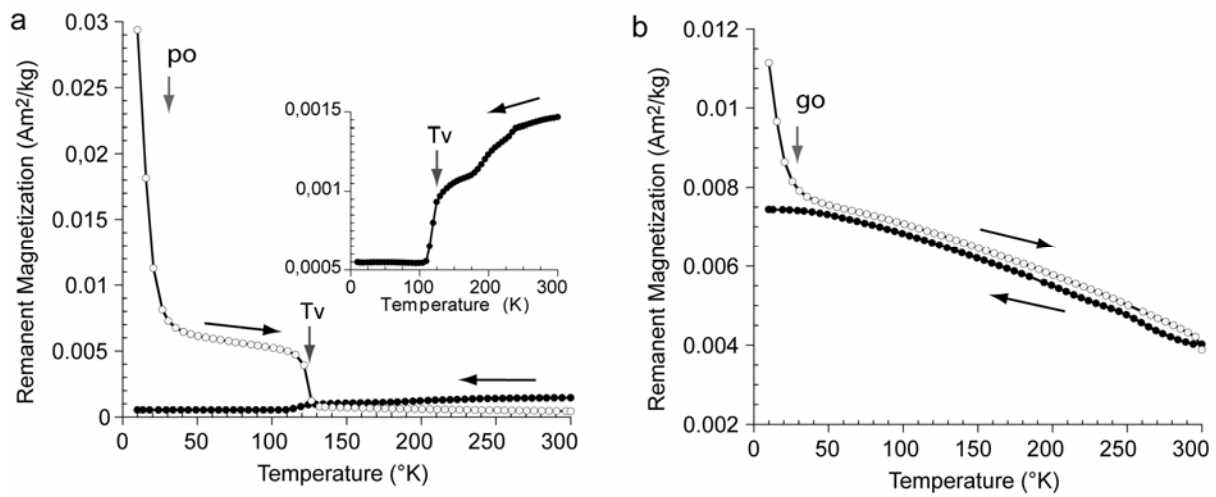 a
0.03
0.025
0.02
0.015
0.01
0.005
0
Remanent Magnetization (Am²/kg)
po
Tv
0 50 100 150 200 250 300
Temperature (°K)
0,0015
0,001
0,0005
Tv
0 50 100 150 200 250 300
Temperature (K)
b
0.012
0.01
0.008
0.006
0.004
0.002
Remanent Magnetization (Am²/kg)
go
0 50 100 150 200 250 300
Temperature (°K)